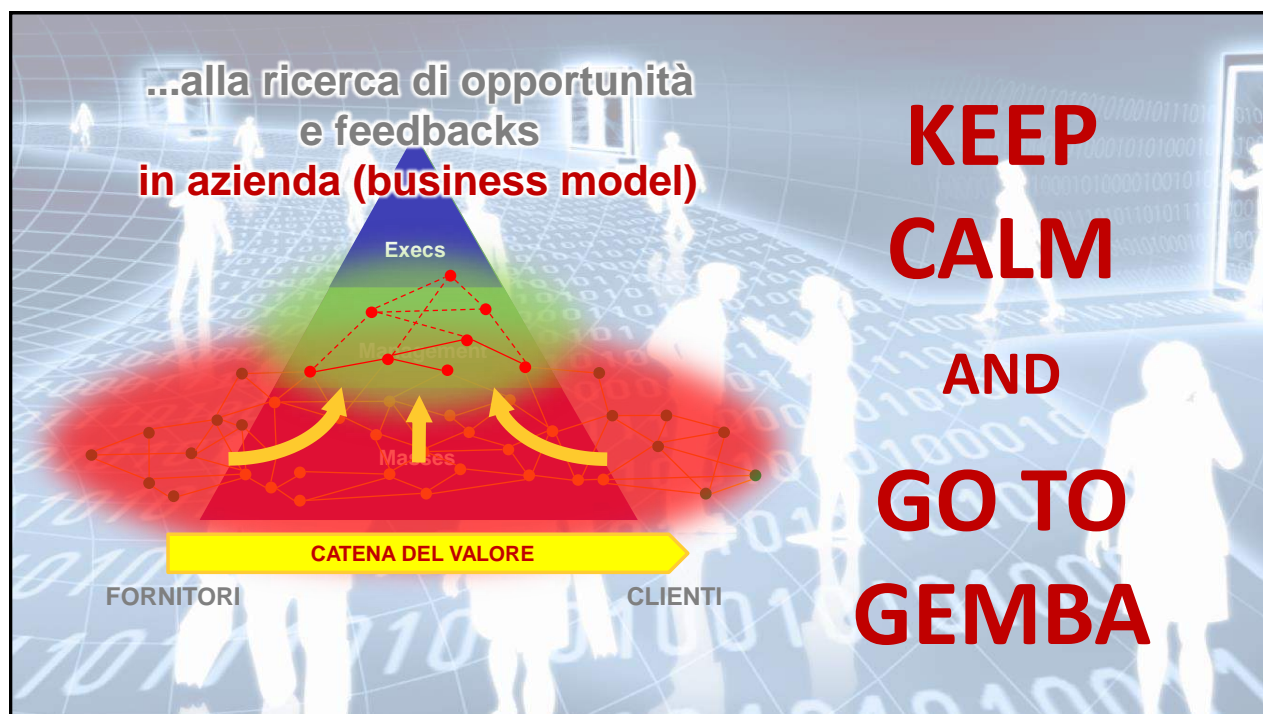 ...alla ricerca di opportunità
e feedbacks
in azienda (business model)
Execs
Management
Masses
CATENA DEL VALORE
FORNITORI
CLIENTI
KEEP
CALM
AND
GO TO
GEMBA